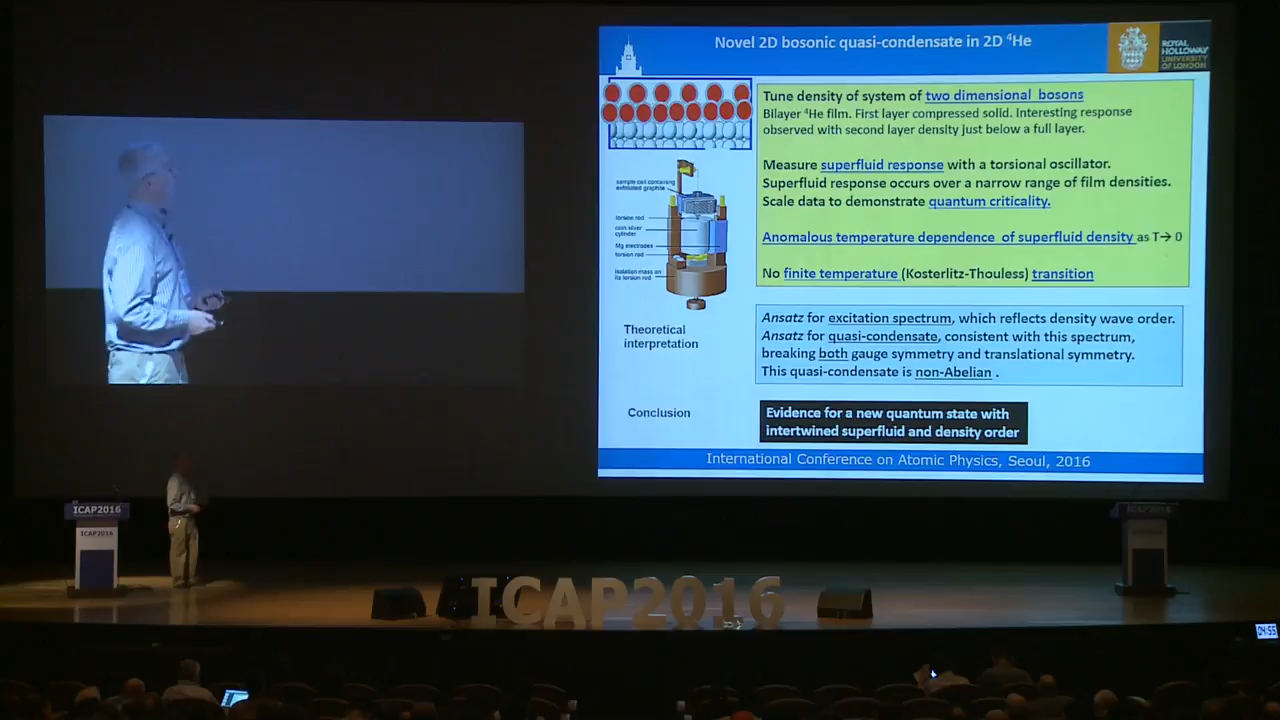 Novel 2D bosonic quasi-condensate in 2D ⁴He
ROYAL
HOLLOWAY
UNIVERSITY
OF LONDON
Tune density of system of two dimensional bosons
Bilayer ⁴He film. First layer compressed solid. Interesting response
observed with second layer density just below a full layer.
Measure superfluid response with a torsional oscillator.
Superfluid response occurs over a narrow range of film densities.
Scale data to demonstrate quantum criticality.
Anomalous temperature dependence of superfluid density as T→ 0
No finite temperature (Kosterlitz-Thouless) transition
sample cell containing
exfoliated graphite
torsion rod
coin silver
cylinder
Mg electrodes
torsion rod
isolation mass on
its torsion rod
Theoretical
interpretation
Ansatz for excitation spectrum, which reflects density wave order.
Ansatz for quasi-condensate, consistent with this spectrum,
breaking both gauge symmetry and translational symmetry.
This quasi-condensate is non-Abelian .
Conclusion
Evidence for a new quantum state with
intertwined superfluid and density order
International Conference on Atomic Physics, Seoul, 2016
ICAP2016
ICAP2016
ICAP2016
ICAP2016
04:55